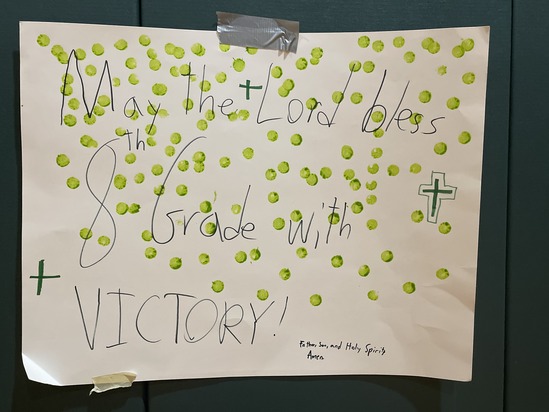 May the Lord bless
8th Grade with
VICTORY!
Father, Son, and Holy Spirit
Amen